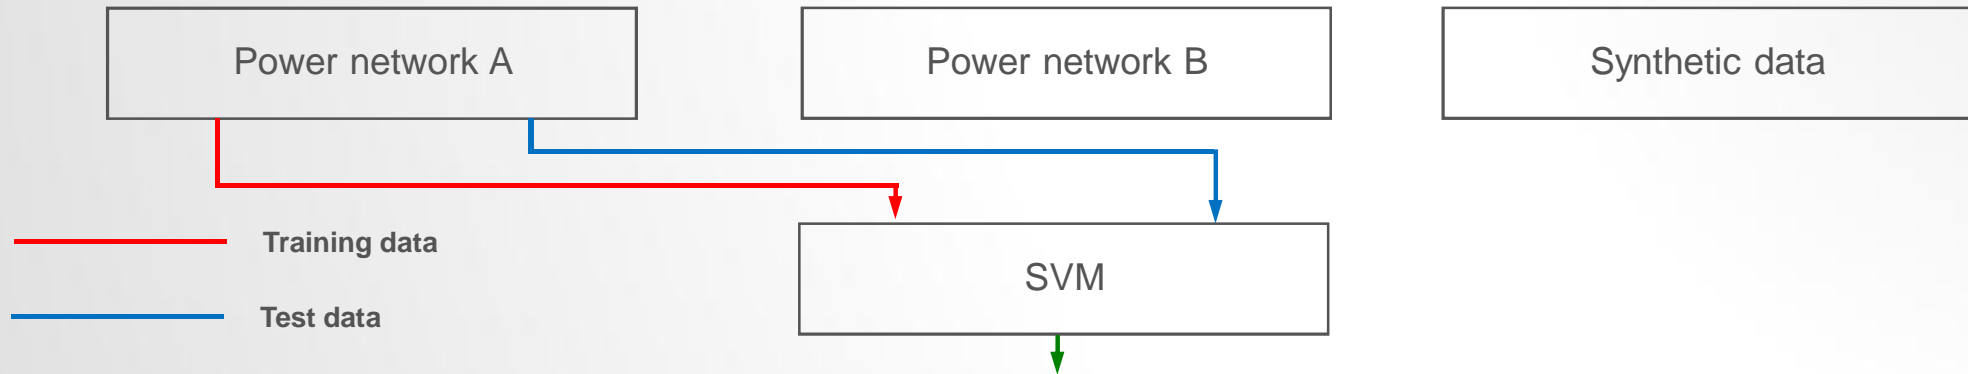 Power network A
Power network B
Synthetic data
Training data
SVM
Test data